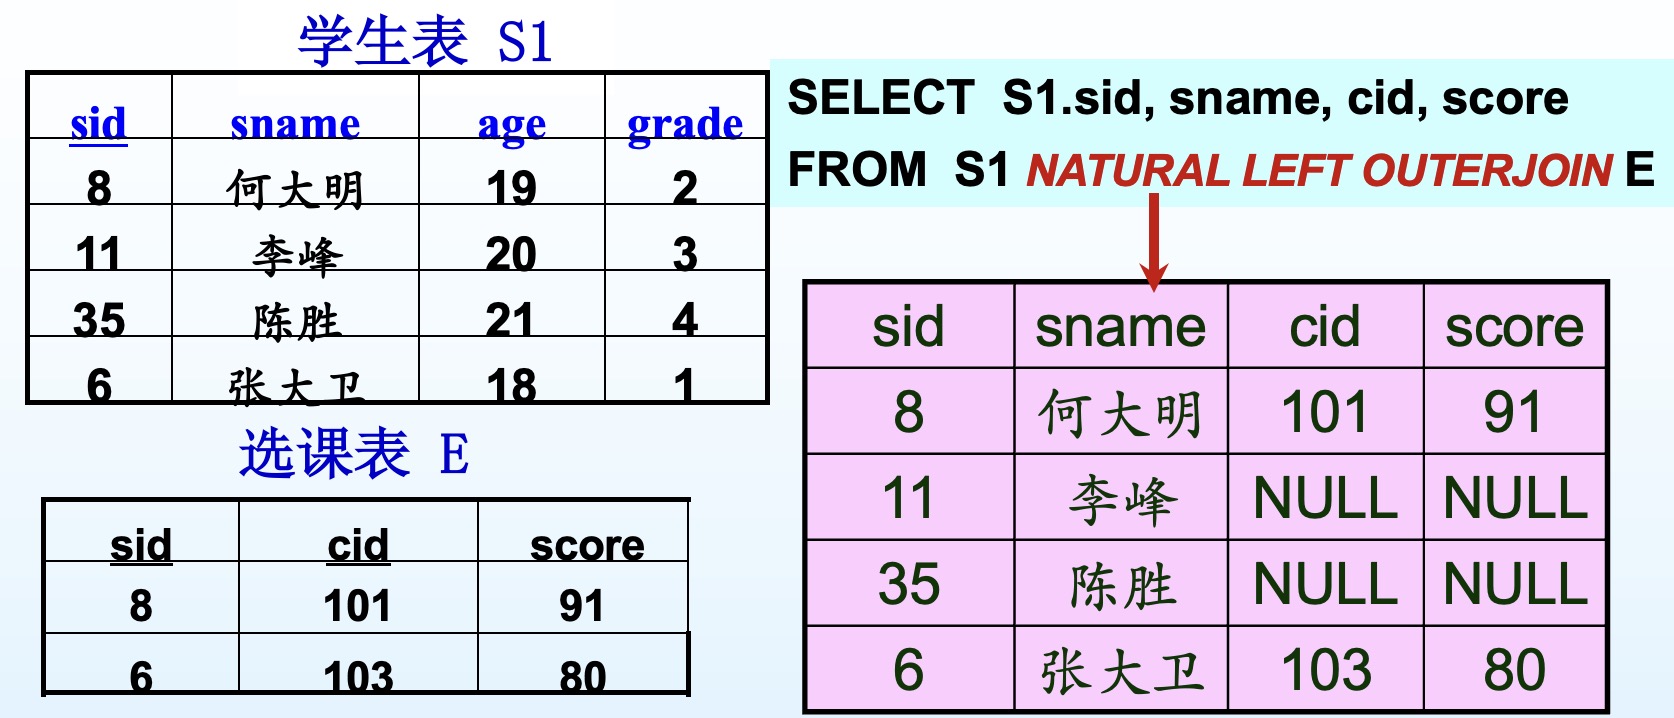 学生表 S1
sid sname age grade
8 何大明 19 2
11 李峰 20 3
35 陈胜 21 4
6 张大卫 18 1
选课表 E
sid cid score
8 101 91
6 103 80
SELECT S1.sid, sname, cid, score
FROM S1 NATURAL LEFT OUTERJOIN E
sid sname cid score
8 何大明 101 91
11 李峰 NULL NULL
35 陈胜 NULL NULL
6 张大卫 103 80